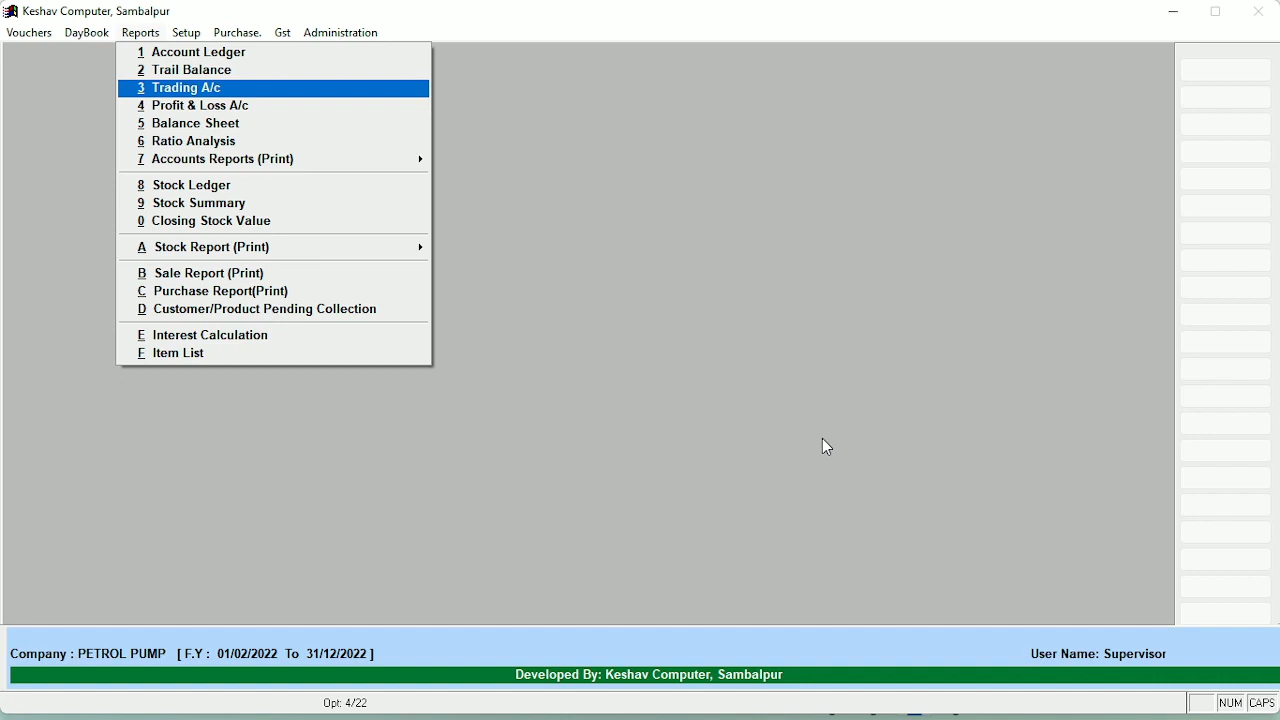 Keshav Computer, Sambalpur
Vouchers DayBook Reports Setup Purchase. Gst Administration
1 Account Ledger
2 Trail Balance
3 Trading A/c
4 Profit & Loss A/c
5 Balance Sheet
6 Ratio Analysis
7 Accounts Reports (Print)
8 Stock Ledger
9 Stock Summary
0 Closing Stock Value
A Stock Report (Print)
B Sale Report (Print)
C Purchase Report(Print)
D Customer/Product Pending Collection
E Interest Calculation
F Item List
Company : PETROL PUMP [ F.Y : 01/02/2022 To 31/12/2022 ] User Name: Supervisor
Developed By: Keshav Computer, Sambalpur
Opt: 4/22 NUM CAPS